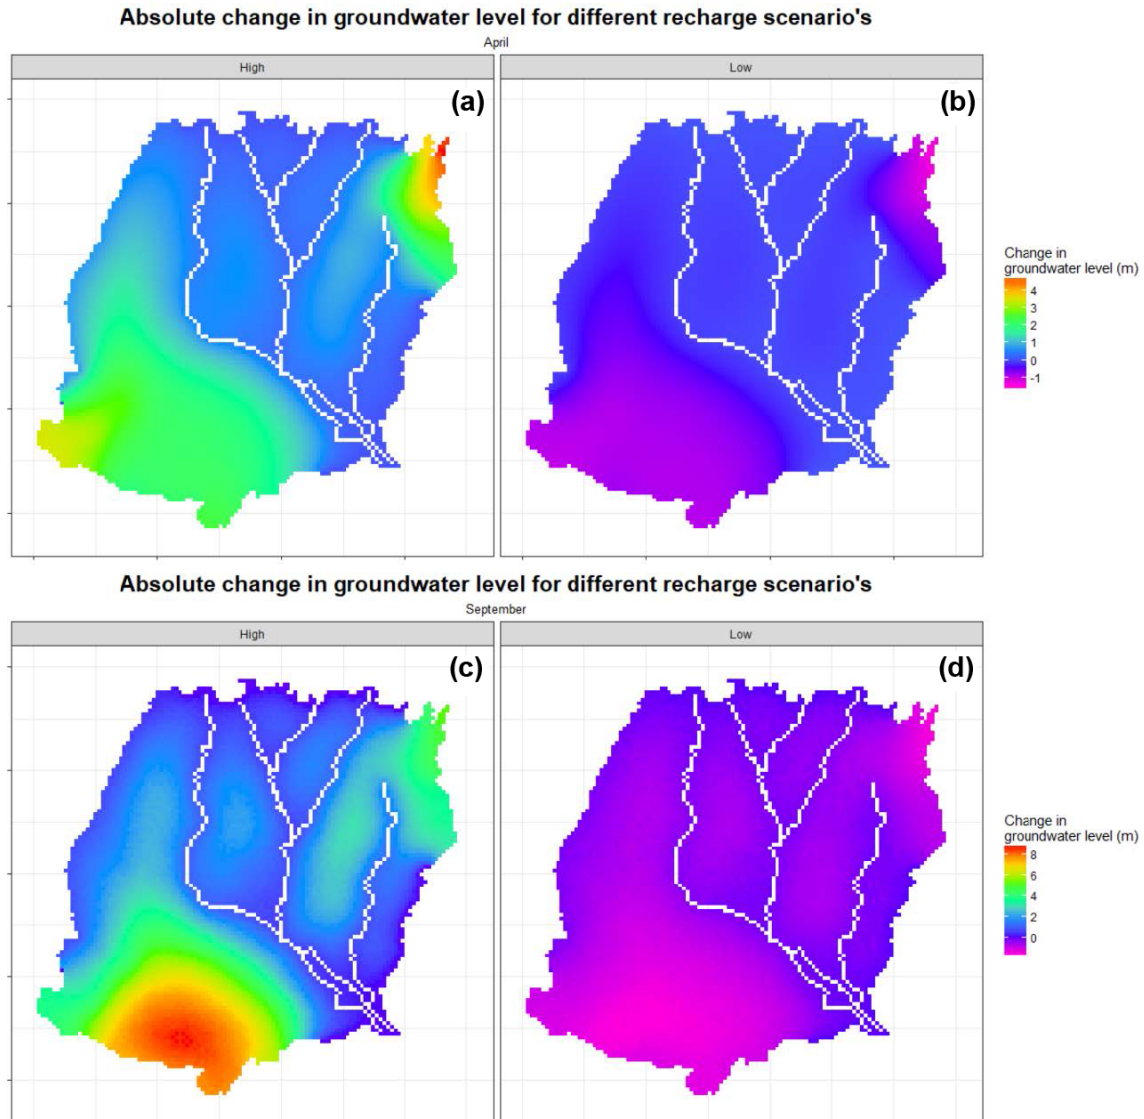 Absolute change in groundwater level for different recharge scenario's
April
High
Low
(a)
(b)
Change in
groundwater level (m)
4
3
2
1
0
-1
Absolute change in groundwater level for different recharge scenario's
September
High
Low
(c)
(d)
Change in
groundwater level (m)
8
6
4
2
0